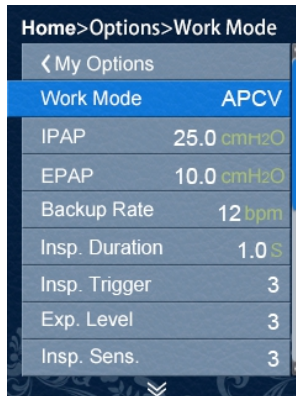 Home>Options>Work Mode
My Options
Work Mode APCV
IPAP 25.0 cmH2O
EPAP 10.0 cmH2O
Backup Rate 12 bpm
Insp. Duration 1.0 S
Insp. Trigger 3
Exp. Level 3
Insp. Sens. 3